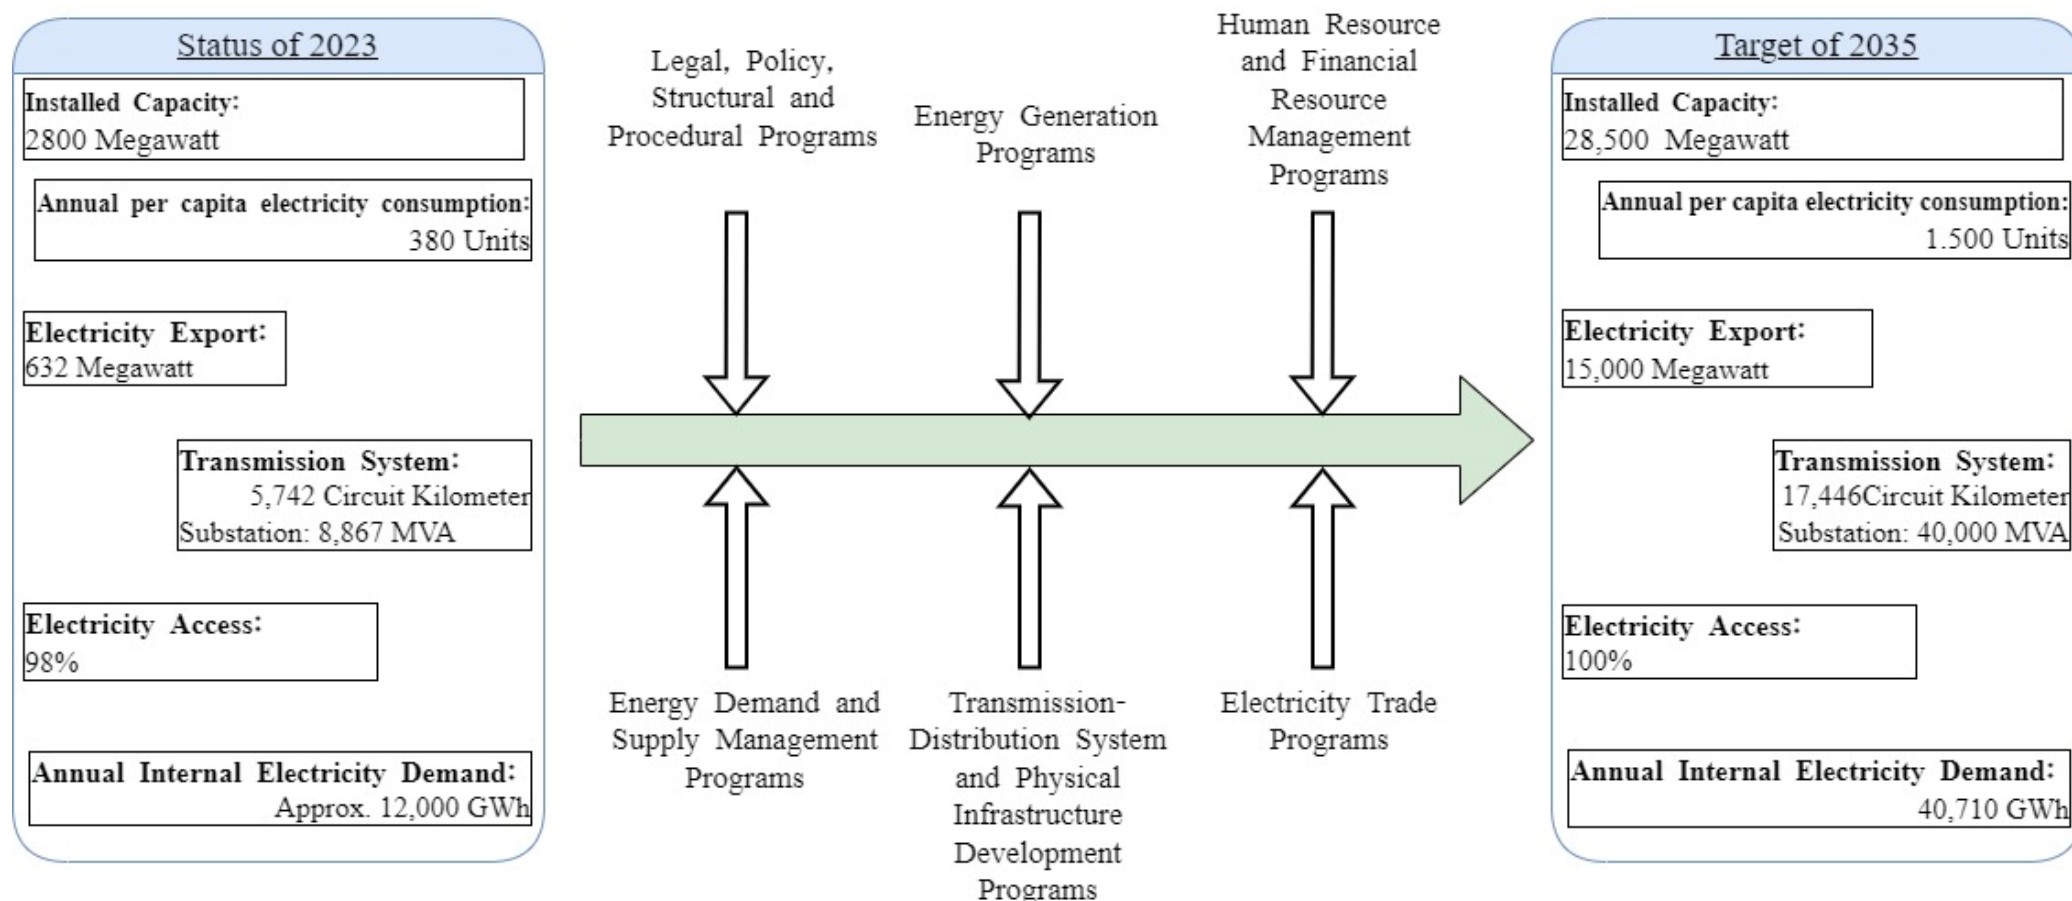 Status of 2023
Installed Capacity:
2800 Megawatt
Annual per capita electricity consumption:
380 Units
Electricity Export:
632 Megawatt
Transmission System:
5,742 Circuit Kilometer
Substation: 8,867 MVA
Electricity Access:
98%
Annual Internal Electricity Demand:
Approx. 12,000 GWh
Legal, Policy,
Structural and
Procedural Programs
Energy Generation
Programs
Human Resource
and Financial
Resource
Management
Programs
Energy Demand and
Supply Management
Programs
Transmission-
Distribution System
and Physical
Infrastructure
Development
Programs
Electricity Trade
Programs
Target of 2035
Installed Capacity:
28,500 Megawatt
Annual per capita electricity consumption:
1.500 Units
Electricity Export:
15,000 Megawatt
Transmission System:
17,446Circuit Kilometer
Substation: 40,000 MVA
Electricity Access:
100%
Annual Internal Electricity Demand:
40,710 GWh